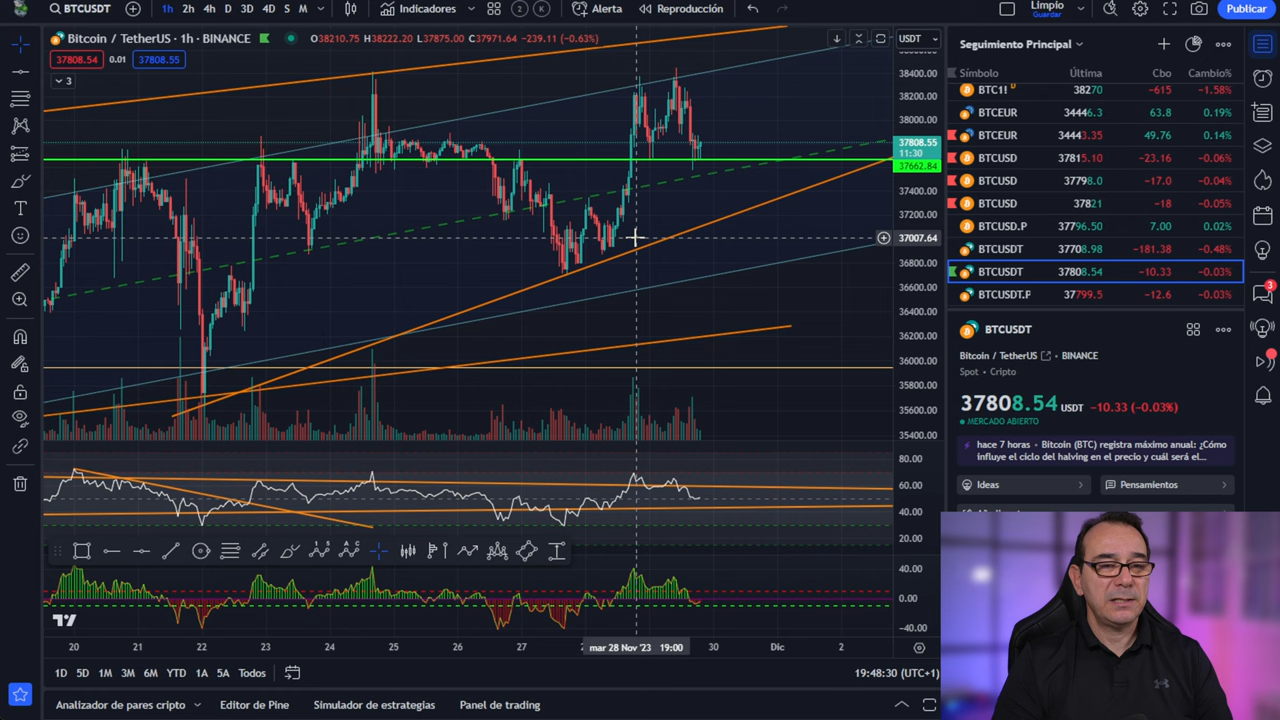 BTCUSDT
1h 2h 4h D 3D 4D S M
Indicadores
2 K
Alerta
Reproducción
Limpio
Guardar
Publicar
Bitcoin / TetherUS · 1h · BINANCE
O38210.75 H38222.20 L37875.00 C37971.64 -239.11 (-0.63%)
37808.54 0.01 37808.55
3
USDT
38400.00
38200.00
38000.00
37808.55
11:30
37662.84
37400.00
37200.00
37007.64
36800.00
36600.00
36400.00
36200.00
36000.00
35800.00
35600.00
35400.00
80.00
60.00
40.00
20.00
40.00
0.00
-40.00
1 S
A C
20 21 22 23 24 25 26 27 mar 28 Nov '23 19:00 30 Dic 2
1D 5D 1M 3M 6M YTD 1A 5A Todos
19:48:30 (UTC+1)
Analizador de pares cripto
Editor de Pine
Simulador de estrategias
Panel de trading
Seguimiento Principal
Símbolo Última Cbo Cambio%
BTC1! D 38270 -615 -1.58%
BTCEUR 34446.3 63.8 0.19%
BTCEUR 34443.35 49.76 0.14%
BTCUSD 37815.10 -23.16 -0.06%
BTCUSD 37798.0 -17.0 -0.04%
BTCUSD 37821 -18 -0.05%
BTCUSD.P 37796.50 7.00 0.02%
BTCUSDT 37708.98 -181.38 -0.48%
BTCUSDT 37808.54 -10.33 -0.03%
BTCUSDT.P 37799.5 -12.6 -0.03%
BTCUSDT
Bitcoin / TetherUS · BINANCE
Spot · Cripto
37808.54 USDT -10.33 (-0.03%)
MERCADO ABIERTO
hace 7 horas · Bitcoin (BTC) registra máximo anual: ¿Cómo
influye el ciclo del halving en el precio y cuál será el...
Ideas
Pensamientos
3